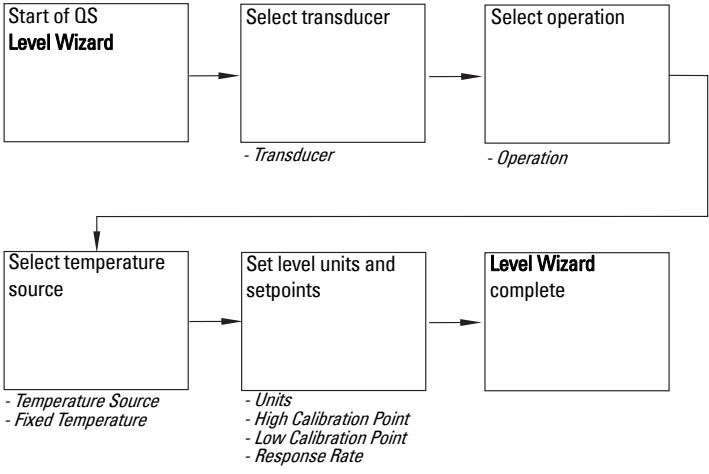 Start of QS
Level Wizard
Select transducer
- Transducer
Select operation
- Operation
Select temperature
source
- Temperature Source
- Fixed Temperature
Set level units and
setpoints
- Units
- High Calibration Point
- Low Calibration Point
- Response Rate
Level Wizard
complete